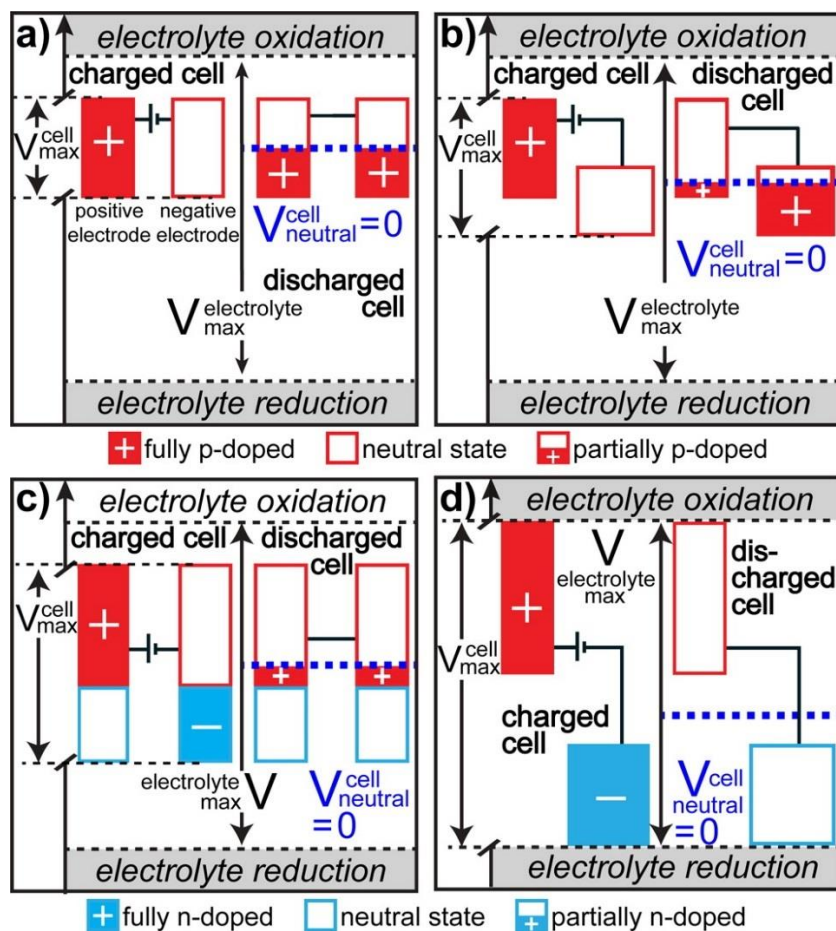 a)
electrolyte oxidation
charged cell
V cell max
+
+
+
positive electrode
negative electrode
V cell neutral = 0
discharged cell
V electrolyte max
electrolyte reduction
b)
electrolyte oxidation
charged cell
discharged cell
V cell max
+
+
+
V cell neutral = 0
V electrolyte max
electrolyte reduction
+ fully p-doped neutral state + partially p-doped
c)
electrolyte oxidation
charged cell
discharged cell
V cell max
+
−
+
+
electrolyte max V
V cell neutral = 0
electrolyte reduction
d)
electrolyte oxidation
V electrolyte max
dis-
charged
cell
+
V cell max
charged
cell
−
V cell neutral = 0
electrolyte reduction
+ fully n-doped neutral state + partially n-doped